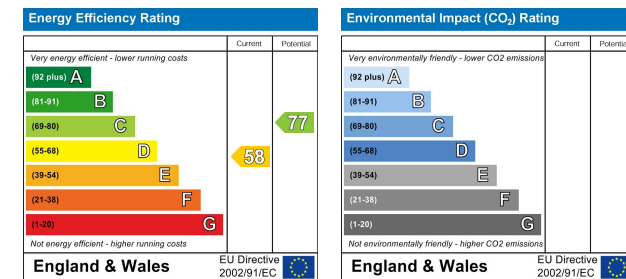 Energy Efficiency Rating
Current Potential
Very energy efficient - lower running costs
(92 plus) A
(81-91) B
(69-80) C
77
(55-68) D
58
(39-54) E
(21-38) F
(1-20) G
Not energy efficient - higher running costs
England & Wales
EU Directive
2002/91/EC
Environmental Impact (CO2) Rating
Current Potential
Very environmentally friendly - lower CO2 emissions
(92 plus) A
(81-91) B
(69-80) C
(55-68) D
(39-54) E
(21-38) F
(1-20) G
Not environmentally friendly - higher CO2 emissions
England & Wales
EU Directive
2002/91/EC